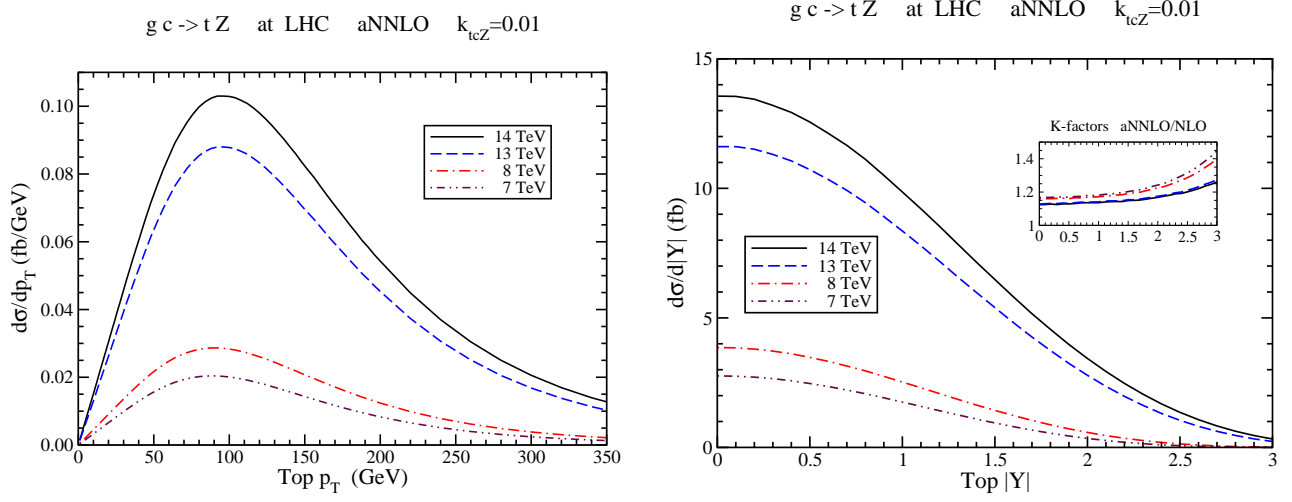 g c -> t Z at LHC aNNLO k_tcZ=0.01
dσ/dp_T (fb/GeV)
0.10
0.08
0.06
0.04
0.02
0.00
14 TeV
13 TeV
8 TeV
7 TeV
0 50 100 150 200 250 300 350
Top p_T (GeV)
g c -> t Z at LHC aNNLO k_tcZ=0.01
dσ/d|Y| (fb)
15
10
5
0
K-factors aNNLO/NLO
1.4
1.2
1
0 0.5 1 1.5 2 2.5 3
14 TeV
13 TeV
8 TeV
7 TeV
0 0.5 1 1.5 2 2.5 3
Top |Y|